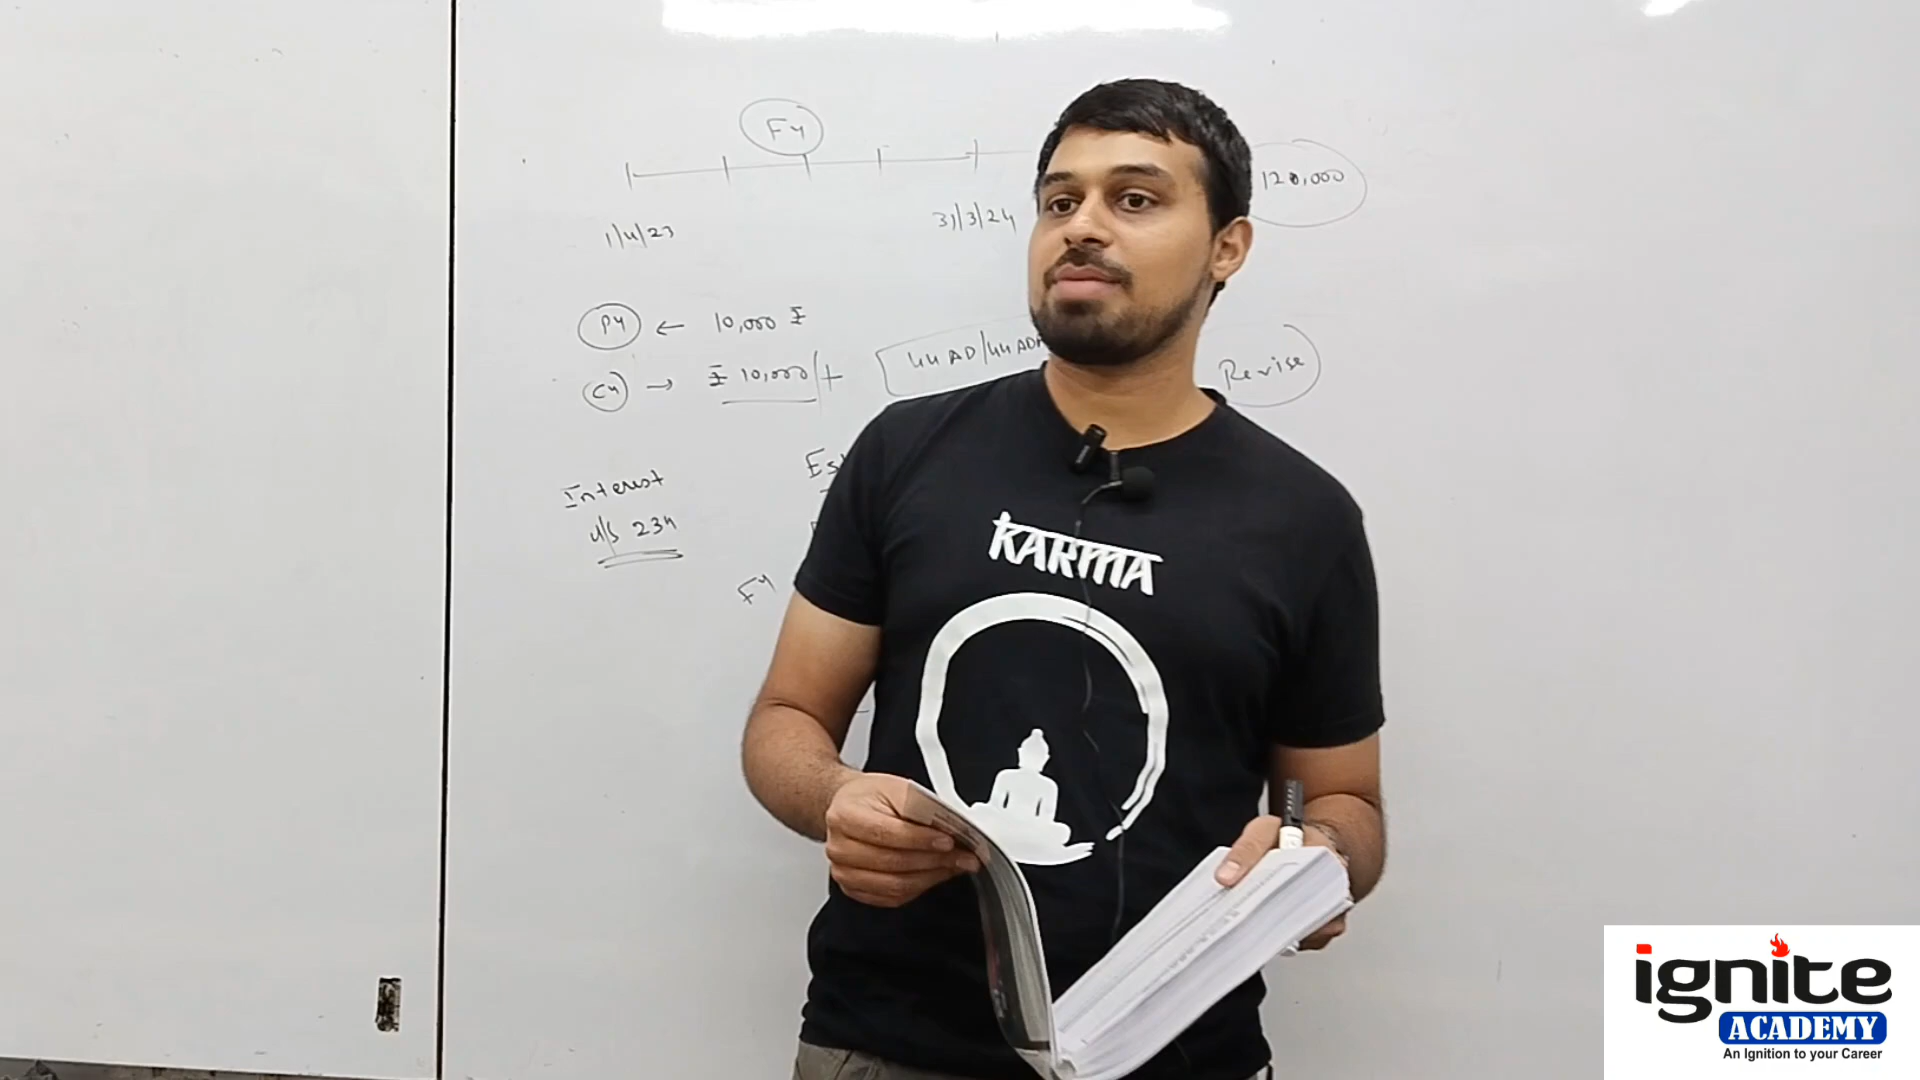 FY
120,000
1/4/23
31/3/24
PY ← 10,000 ₹
CY → ₹ 10,000/+
44AD/44ADA
Revise
Interest
u/s 234
Es
FY
KARMA
ignite
ACADEMY
An Ignition to your Career